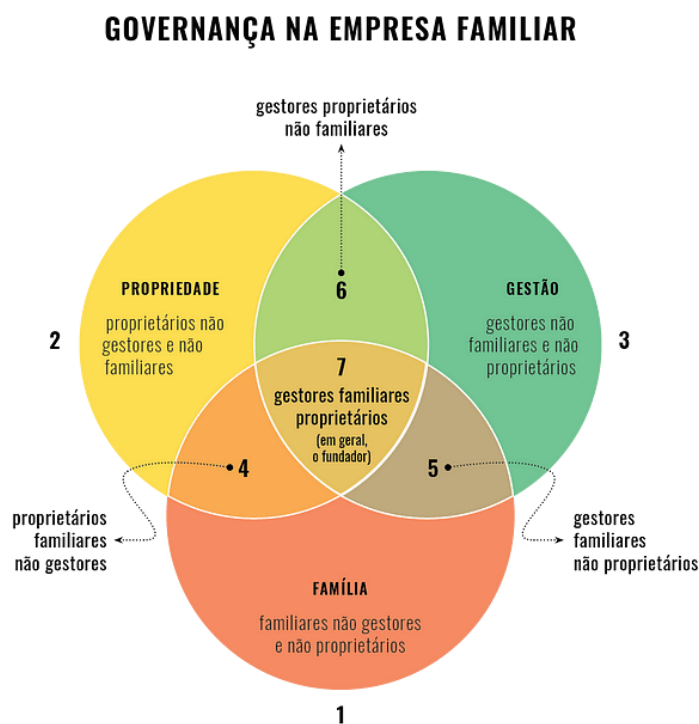 GOVERNANÇA NA EMPRESA FAMILIAR
gestores proprietários
não familiares
6
PROPRIEDADE
proprietários não
gestores e não
familiares
2
GESTÃO
gestores não
familiares e não
proprietários
3
7
gestores familiares
proprietários
(em geral,
o fundador)
4
proprietários
familiares
não gestores
5
gestores
familiares
não proprietários
FAMÍLIA
familiares não gestores
e não proprietários
1